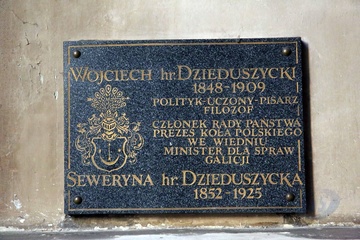 WOJCIECH hr. DZIEDUSZYCKI
1848-1909
POLITYK-UCZONY-PISARZ
FILOZOF
CZŁONEK RADY PAŃSTWA
PREZES KOŁA POLSKIEGO
WE WIEDNIU
MINISTER DLA SPRAW
GALICJI
SEWERYNA hr. DZIEDUSZYCKA
1852-1925